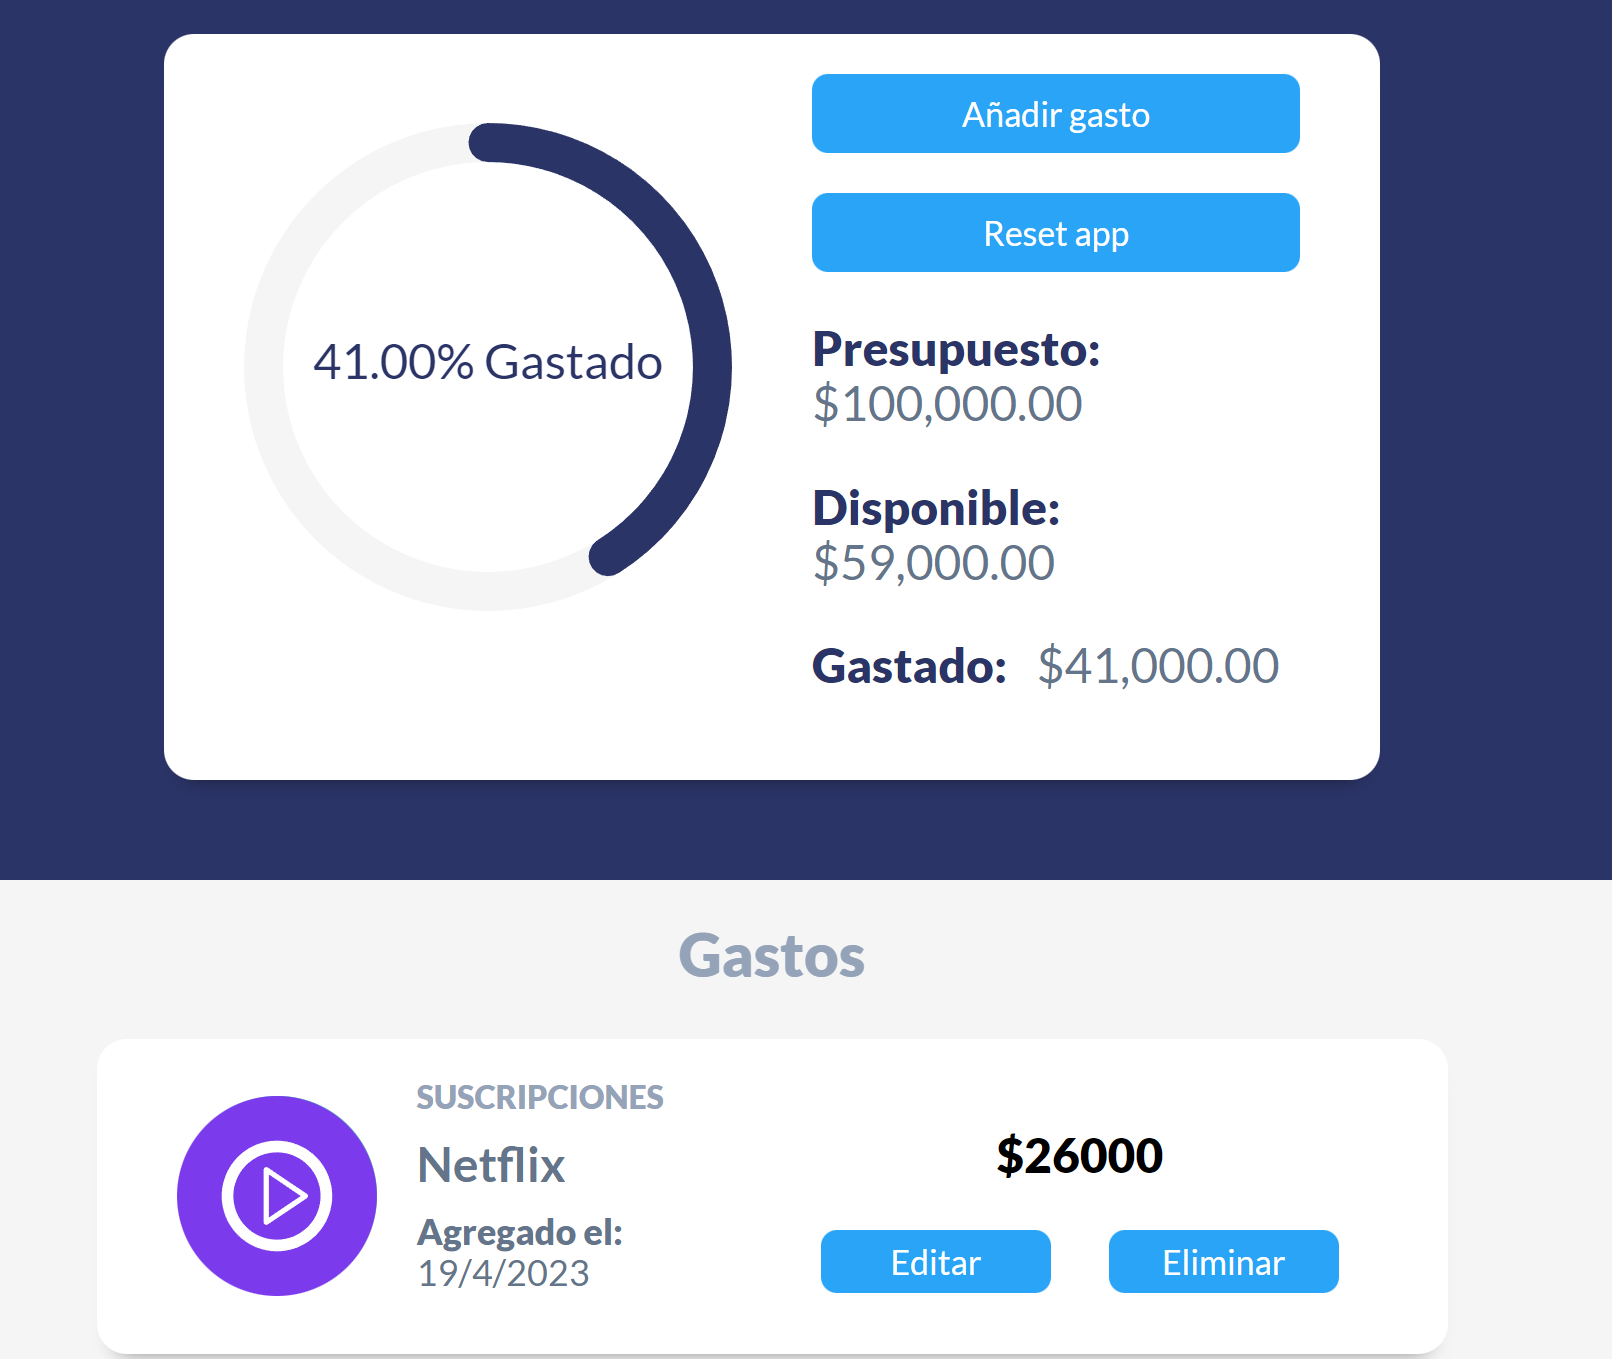 41.00% Gastado
Añadir gasto
Reset app
Presupuesto:
$100,000.00
Disponible:
$59,000.00
Gastado: $41,000.00
Gastos
SUSCRIPCIONES
Netflix
Agregado el:
19/4/2023
$26000
Editar
Eliminar